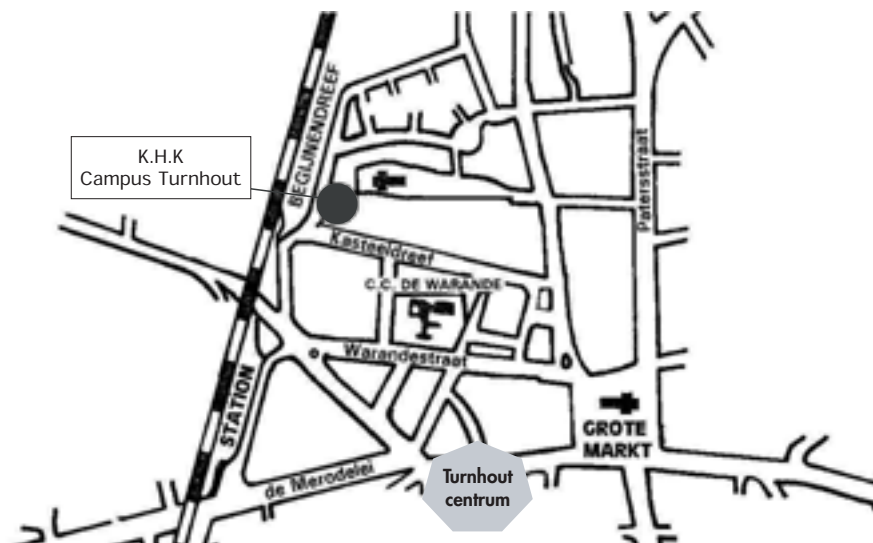 K.H.K
Campus Turnhout
BEGIJNENDREEF
Patersstraat
Kasteeldreef
C.C. DE WARANDE
Warandestraat
STATION
GROTE
MARKT
de Merodelei
Turnhout
centrum